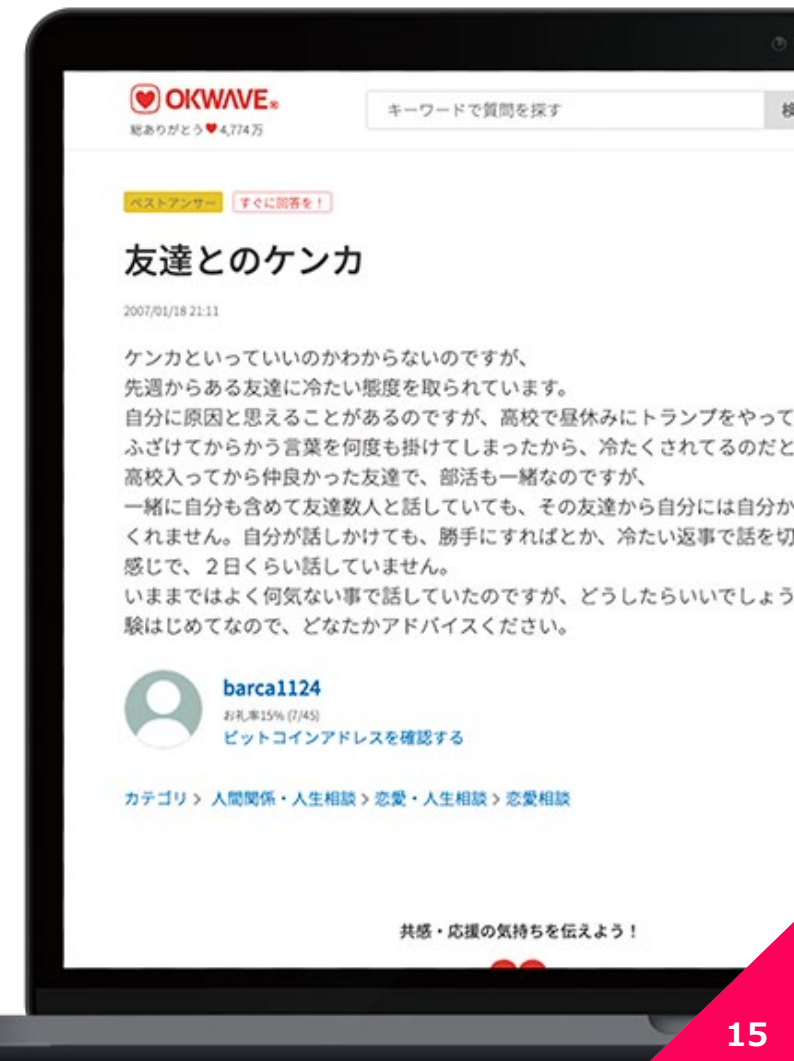 OKWAVE®
総ありがとう♥4,774万
キーワードで質問を探す
検
ベストアンサー
すぐに回答を！
友達とのケンカ
2007/01/18 21:11
ケンカといっていいのかわからないのですが、
先週からある友達に冷たい態度を取られています。
自分に原因と思えることがあるのですが、高校で昼休みにトランプをやって
ふざけてからかう言葉を何度も掛けてしまったから、冷たくされてるのだと
高校入ってから仲良かった友達で、部活も一緒なのですが、
一緒に自分も含めて友達数人と話していても、その友達から自分には自分か
くれません。自分が話しかけても、勝手にすればとか、冷たい返事で話を切
感じで、２日くらい話していません。
いままではよく何気ない事で話していたのですが、どうしたらいいでしょう
験はじめてなので、どなたかアドバイスください。
barca1124
お礼率15% (7/45)
ビットコインアドレスを確認する
カテゴリ > 人間関係・人生相談 > 恋愛・人生相談 > 恋愛相談
共感・応援の気持ちを伝えよう！
15